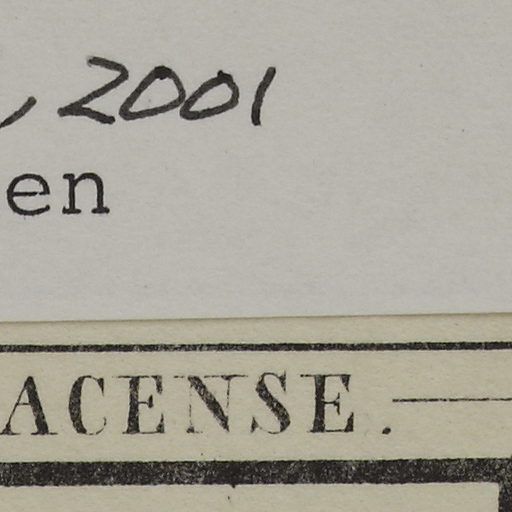 , 2001
en
ACENSE.